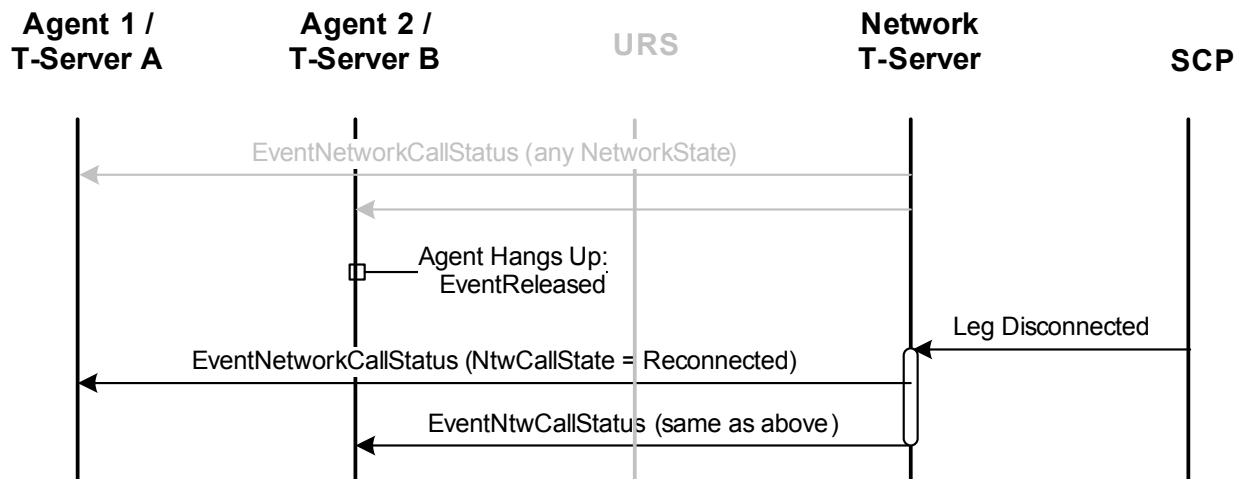 Agent 1 /
T-Server A
Agent 2 /
T-Server B
URS
Network
T-Server
SCP
EventNetworkCallStatus (any NetworkState)
Agent Hangs Up:
EventReleased
Leg Disconnected
EventNetworkCallStatus (NtwCallState = Reconnected)
EventNtwCallStatus (same as above)